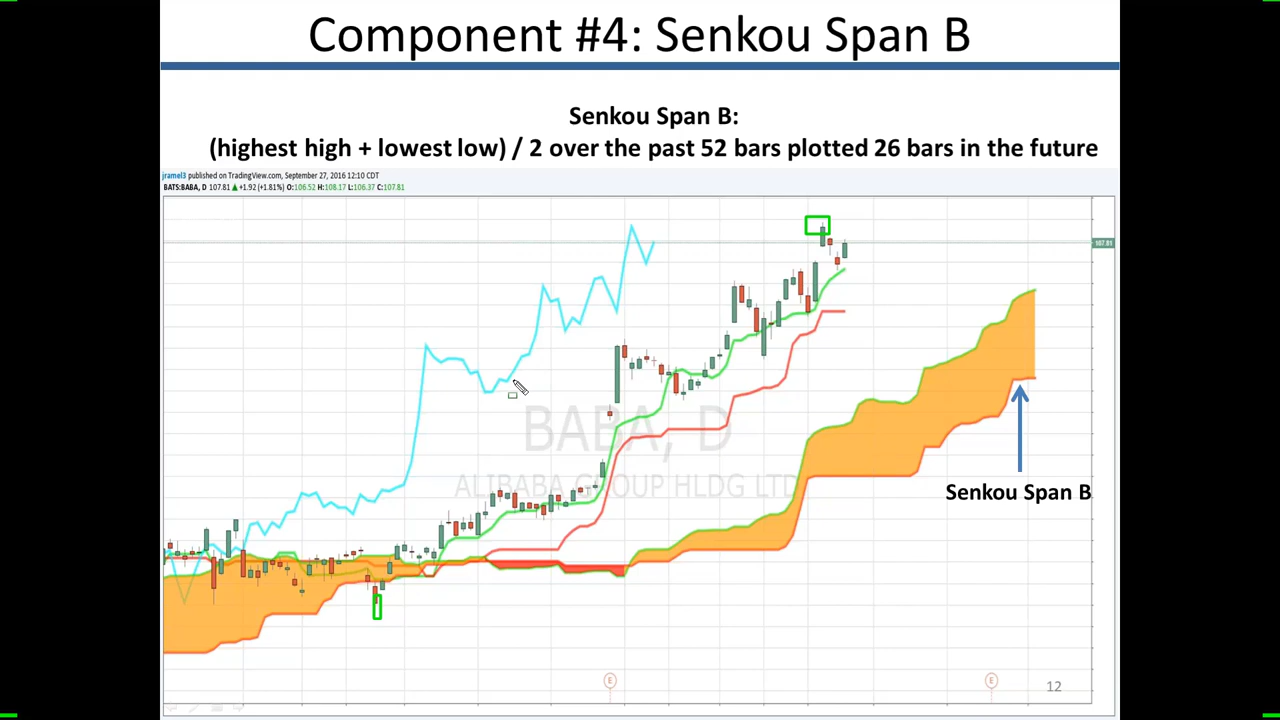 Component #4: Senkou Span B
Senkou Span B:
(highest high + lowest low) / 2 over the past 52 bars plotted 26 bars in the future
jramel3 published on TradingView.com, September 27, 2016 12:10 CDT
BATS:BABA, D 107.81 ▲ +1.92 (+1.81%) O:106.52 H:108.17 L:106.37 C:107.81
107.81
BABA, D
ALIBABA GROUP HLDG LTD
Senkou Span B
E
E
12